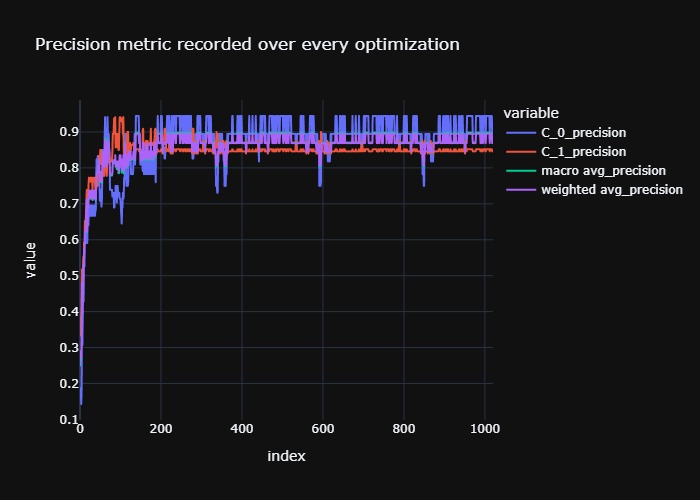 Precision metric recorded over every optimization
variable
C_0_precision
C_1_precision
macro avg_precision
weighted avg_precision
value
0.9
0.8
0.7
0.6
0.5
0.4
0.3
0.2
0.1
0
200
400
600
800
1000
index